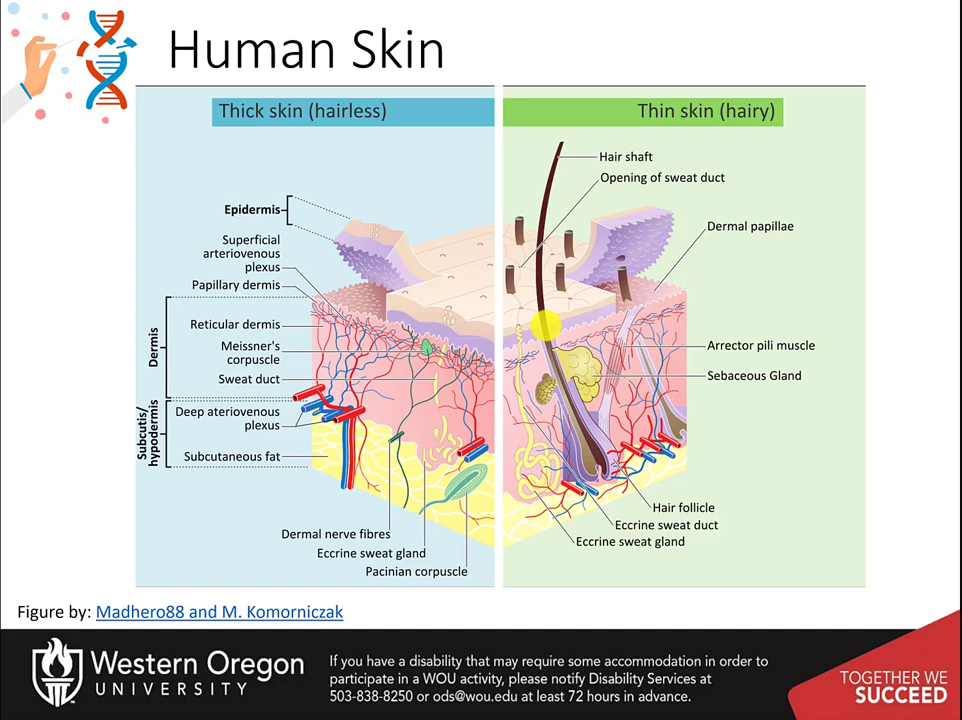 Human Skin
Thick skin (hairless)
Thin skin (hairy)
Epidermis
Superficial
arteriovenous
plexus
Papillary dermis
Dermis
Reticular dermis
Meissner's
corpuscle
Sweat duct
Subcutis/
hypodermis
Deep ateriovenous
plexus
Subcutaneous fat
Dermal nerve fibres
Eccrine sweat gland
Pacinian corpuscle
Hair shaft
Opening of sweat duct
Dermal papillae
Arrector pili muscle
Sebaceous Gland
Hair follicle
Eccrine sweat duct
Eccrine sweat gland
Figure by: Madhero88 and M. Komorniczak
Western Oregon
UNIVERSITY
If you have a disability that may require some accommodation in order to
participate in a WOU activity, please notify Disability Services at
503-838-8250 or ods@wou.edu at least 72 hours in advance.
TOGETHER WE
SUCCEED